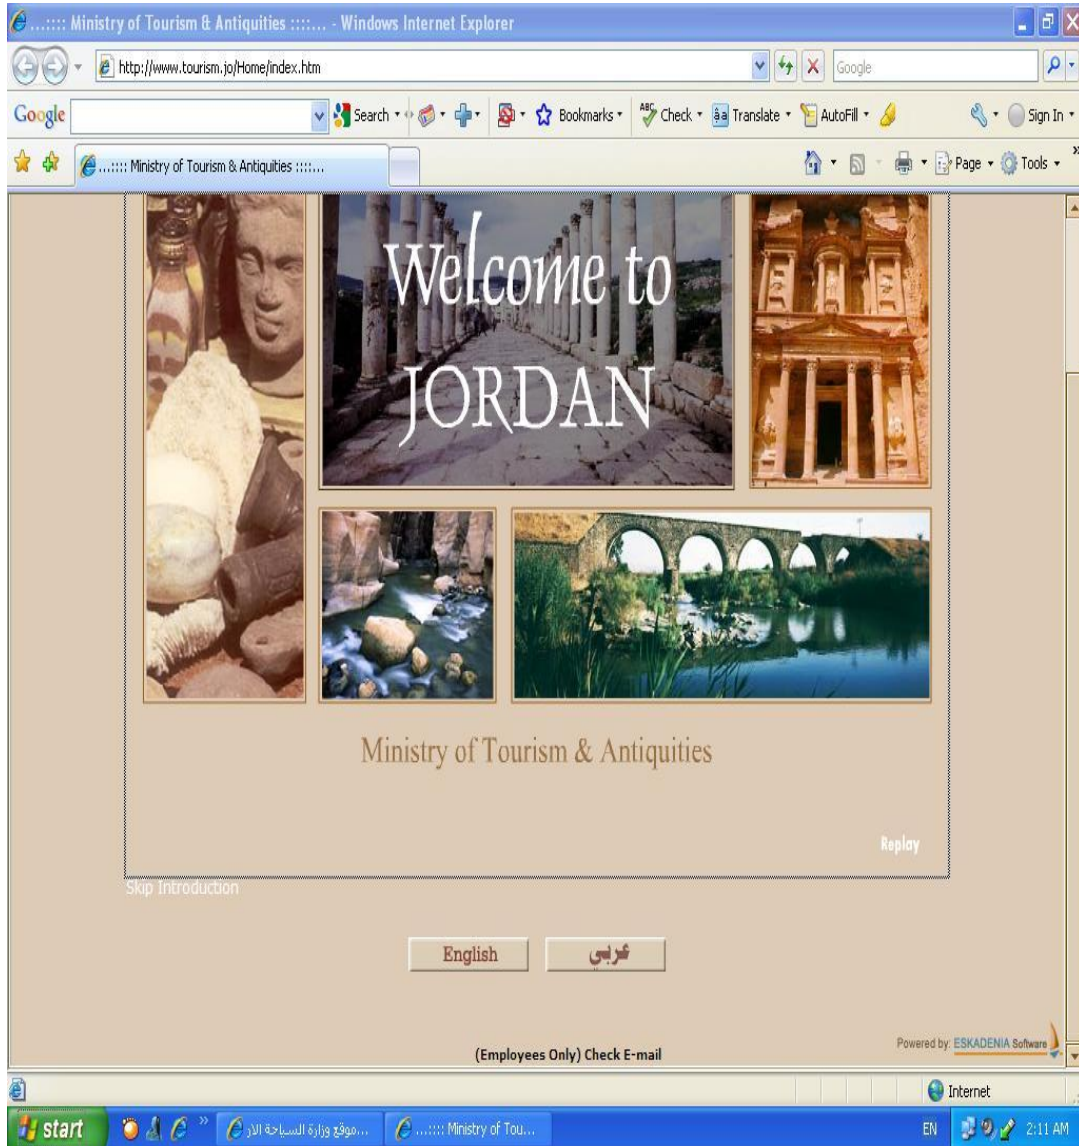 ...:::: Ministry of Tourism & Antiquities ::::... - Windows Internet Explorer
http://www.tourism.jo/Home/index.htm
Google
Google
Search
Bookmarks
ABC Check
Translate
AutoFill
Sign In
...:::: Ministry of Tourism & Antiquities ::::...
Page
Tools
Welcome to
JORDAN
Ministry of Tourism & Antiquities
Replay
Skip Introduction
English
عربي
(Employees Only) Check E-mail
Powered by: ESKADENIA Software
Internet
start
موقع وزارة السياحة الار...
...:::: Ministry of Tou...
EN
2:11 AM